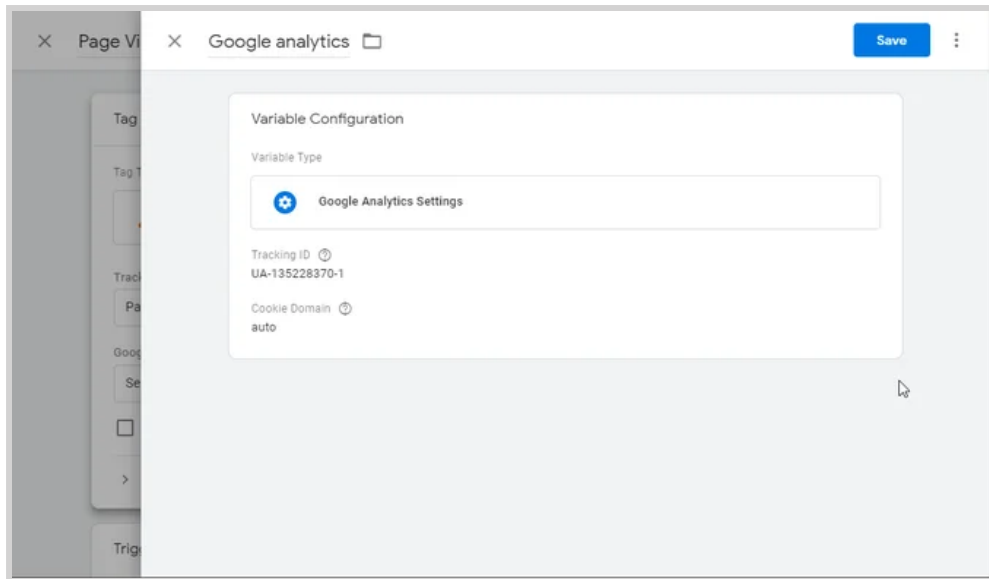 Page Vi
Google analytics
Save
Tag
Variable Configuration
Variable Type
Tag T
Google Analytics Settings
Tracking ID
UA-135228370-1
Track
Pa
Cookie Domain
auto
Goog
Se
Trig